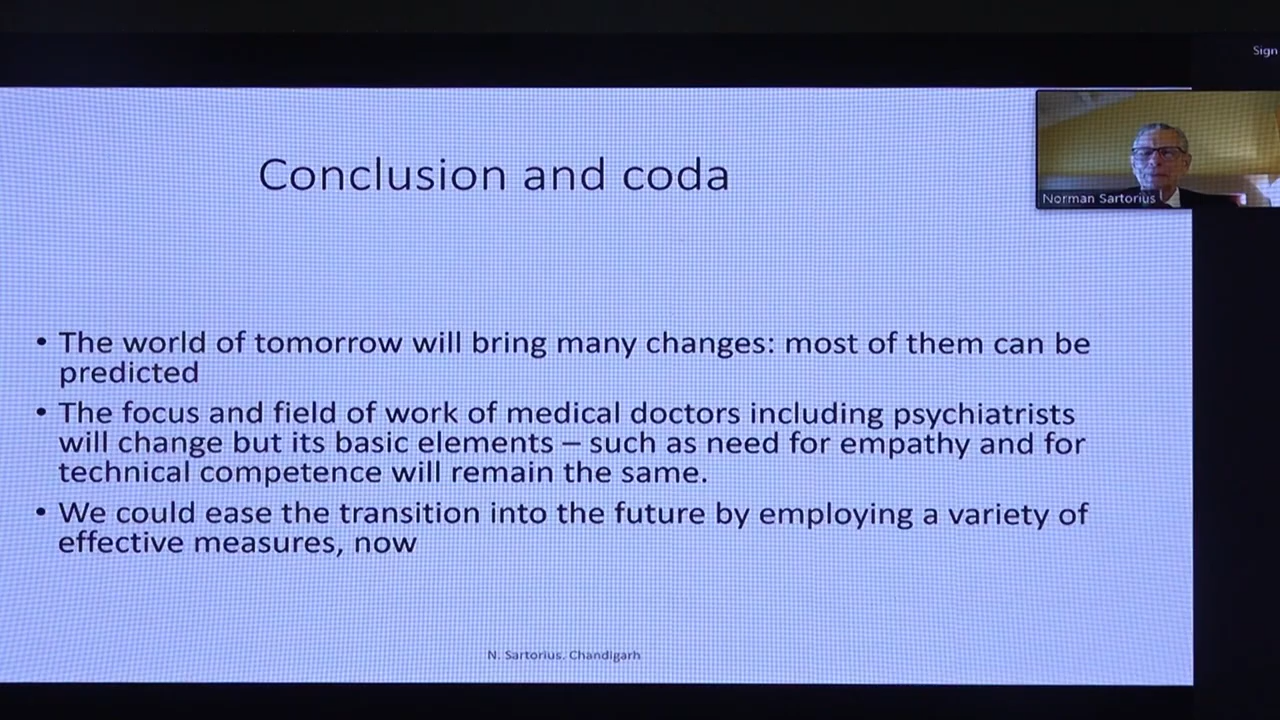 Sign
Conclusion and coda
Norman Sartorius
• The world of tomorrow will bring many changes: most of them can be
predicted
• The focus and field of work of medical doctors including psychiatrists
will change but its basic elements – such as need for empathy and for
technical competence will remain the same.
• We could ease the transition into the future by employing a variety of
effective measures, now
N. Sartorius. Chandigarh